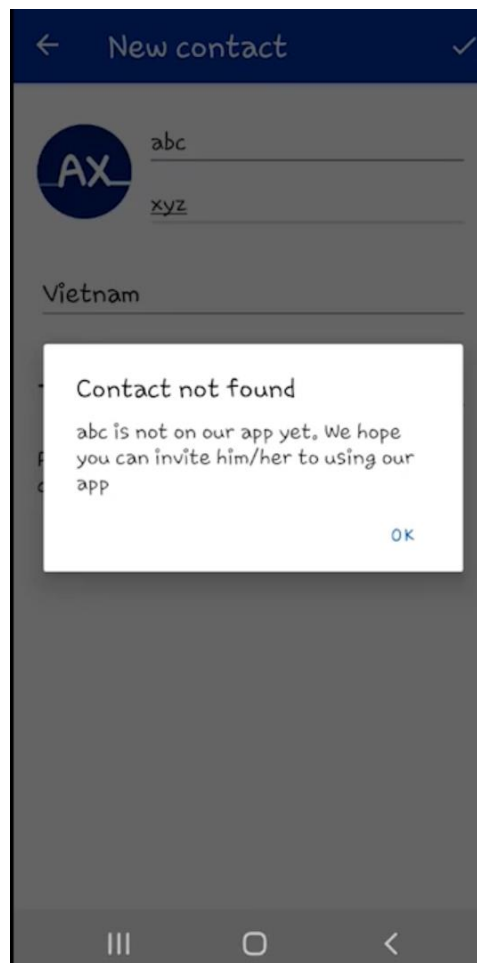 New contact
AX
abc
xyz
Vietnam
Contact not found
abc is not on our app yet. We hope
you can invite him/her to using our
app
OK